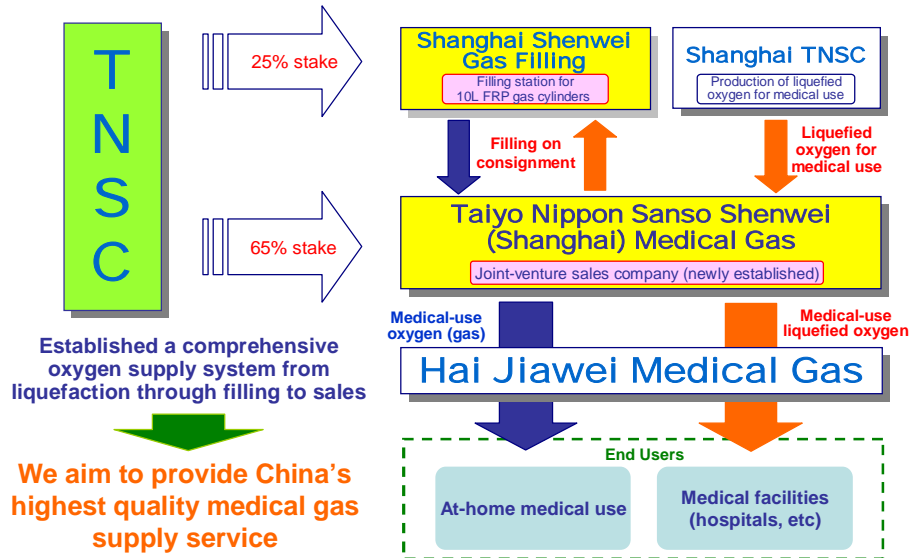 T
N
S
C
25% stake
65% stake
Shanghai Shenwei
Gas Filling
Filling station for
10L FRP gas cylinders
Shanghai TNSC
Production of liquefied
oxygen for medical use
Filling on
consignment
Liquefied
oxygen for
medical use
Taiyo Nippon Sanso Shenwei
(Shanghai) Medical Gas
Joint-venture sales company (newly established)
Medical-use
oxygen (gas)
Medical-use
liquefied oxygen
Hai Jiawei Medical Gas
End Users
At-home medical use
Medical facilities
(hospitals, etc)
Established a comprehensive
oxygen supply system from
liquefaction through filling to sales
We aim to provide China's
highest quality medical gas
supply service